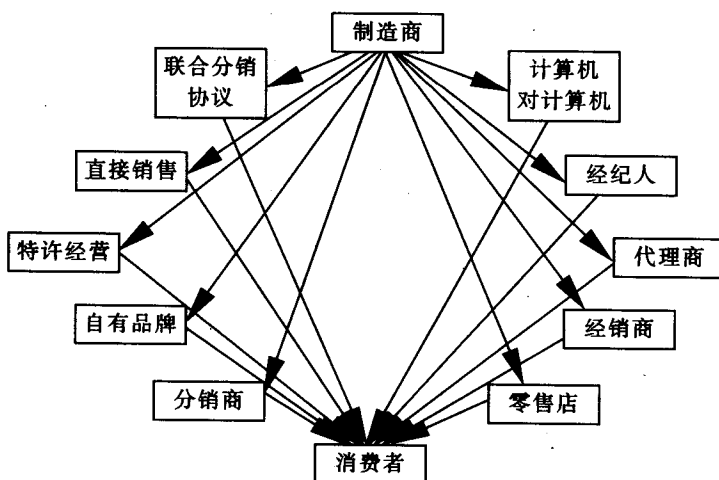 制造商
联合分销
协议
计算机
对计算机
直接销售
经纪人
特许经营
代理商
自有品牌
经销商
分销商
零售店
消费者